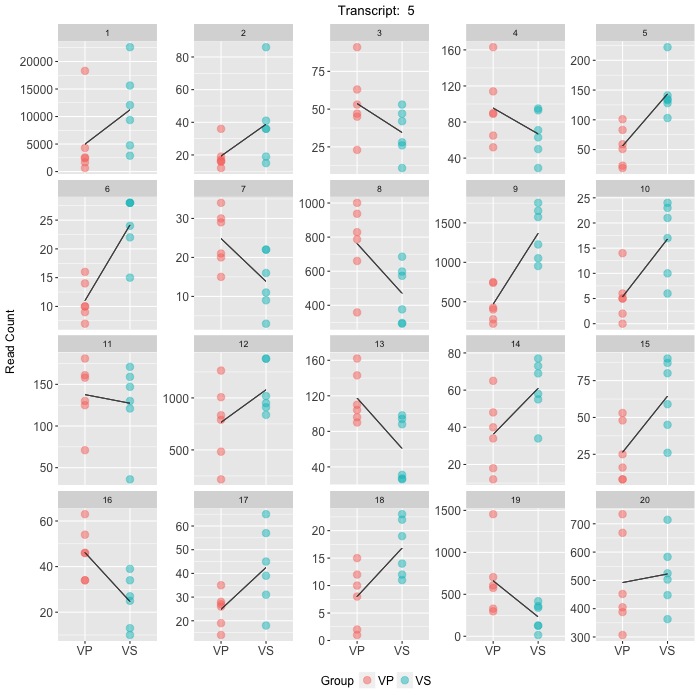 Transcript:  5
1 2 3 4 5
20000 15000 10000 5000 0
80 60 40 20
75 50 25
160 120 80 40
200 150 100 50 0
6 7 8 9 10
25 20 15 10
30 20 10
1000 800 600 400
1500 1000 500
25 20 15 10 5 0
Read Count
11 12 13 14 15
150 100 50
1000 500
160 120 80 40
80 60 40 20
75 50 25
16 17 18 19 20
60 40 20
60 50 40 30 20
20 15 10 5 0
1500 1000 500 0
700 600 500 400 300
VP VS VP VS VP VS VP VS VP VS
Group VP VS